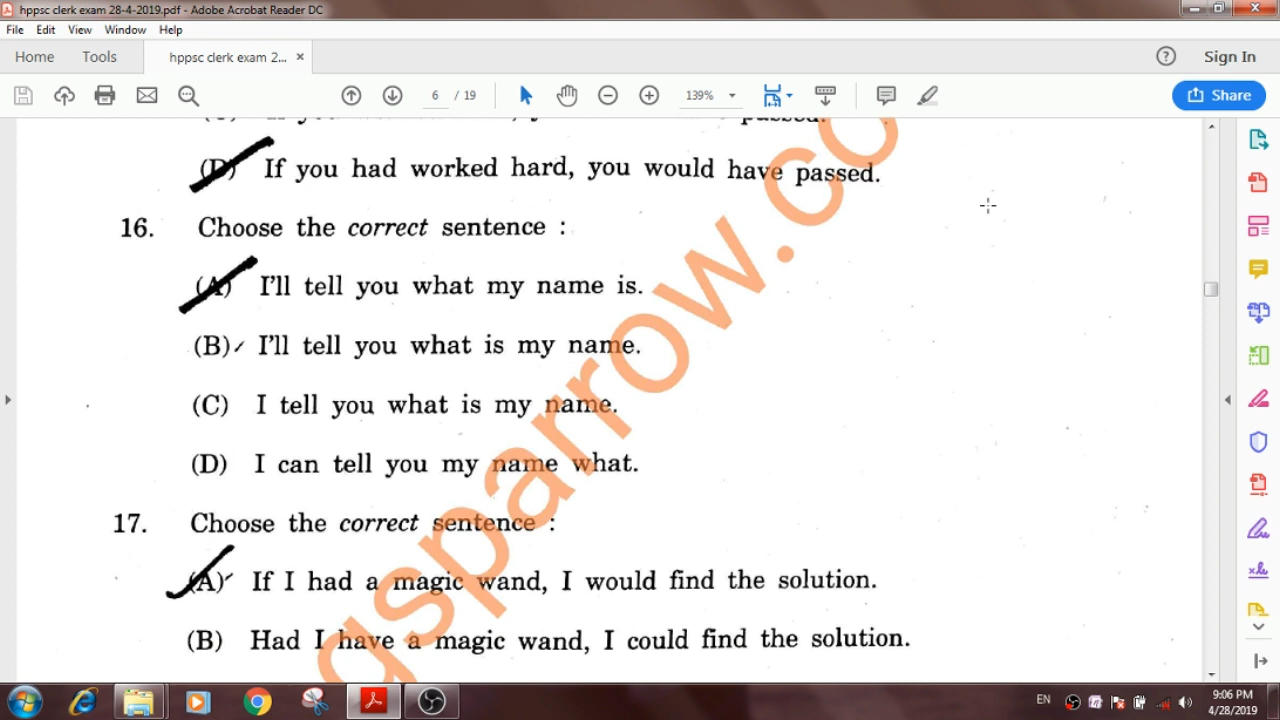 hppsc clerk exam 28-4-2019.pdf - Adobe Acrobat Reader DC
File Edit View Window Help
Home Tools hppsc clerk exam 2... × Sign In
6 / 19 139% Share
passed.
(D) If you had worked hard, you would have passed.
16. Choose the correct sentence :
(A) I'll tell you what my name is.
(B) I'll tell you what is my name.
(C) I tell you what is my name.
(D) I can tell you my name what.
17. Choose the correct sentence :
(A) If I had a magic wand, I would find the solution.
(B) Had I have a magic wand, I could find the solution.
qsparrow.co
EN 9:06 PM
4/28/2019